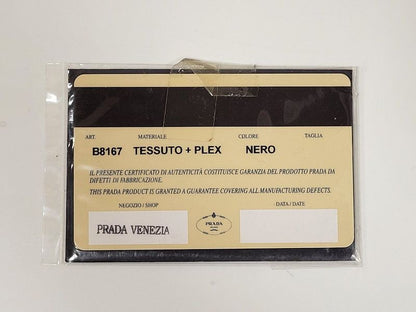 ART. MATERIALE COLORE TAGLIA
B8167 TESSUTO + PLEX NERO
IL PRESENTE CERTIFICATO DI AUTENTICITÀ COSTITUISCE GARANZIA DEL PRODOTTO PRADA DA
DIFETTI DI FABBRICAZIONE.
THIS PRADA PRODUCT IS GRANTED A GUARANTEE COVERING ALL MANUFACTURING DEFECTS.
NEGOZIO / SHOP DATA / DATE
PRADA VENEZIA
PRADA